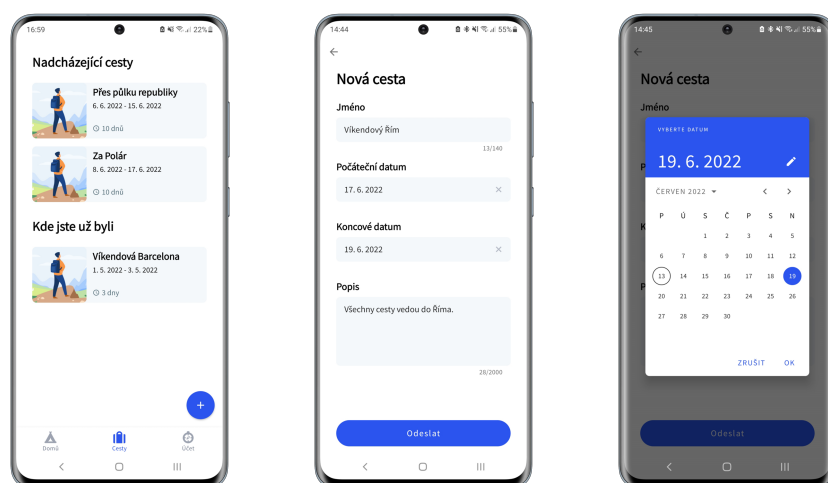 16:59
22%
Nadcházející cesty
Přes půlku republiky
6. 6. 2022 - 15. 6. 2022
10 dnů
Za Polár
8. 6. 2022 - 17. 6. 2022
10 dnů
Kde jste už byli
Víkendová Barcelona
1. 5. 2022 - 3. 5. 2022
3 dny
+
Domů
Cesty
Účet
14:44
55%
Nová cesta
Jméno
Víkendový Řím
13/140
Počáteční datum
17. 6. 2022
Koncové datum
19. 6. 2022
Popis
Všechny cesty vedou do Říma.
28/2000
Odeslat
14:45
55%
Nová cesta
Jméno
VYBERTE DATUM
19. 6. 2022
ČERVEN 2022
P Ú S Č P S N
1 2 3 4 5
6 7 8 9 10 11 12
13 14 15 16 17 18 19
20 21 22 23 24 25 26
27 28 29 30
ZRUŠIT OK
P
K
P
Odeslat